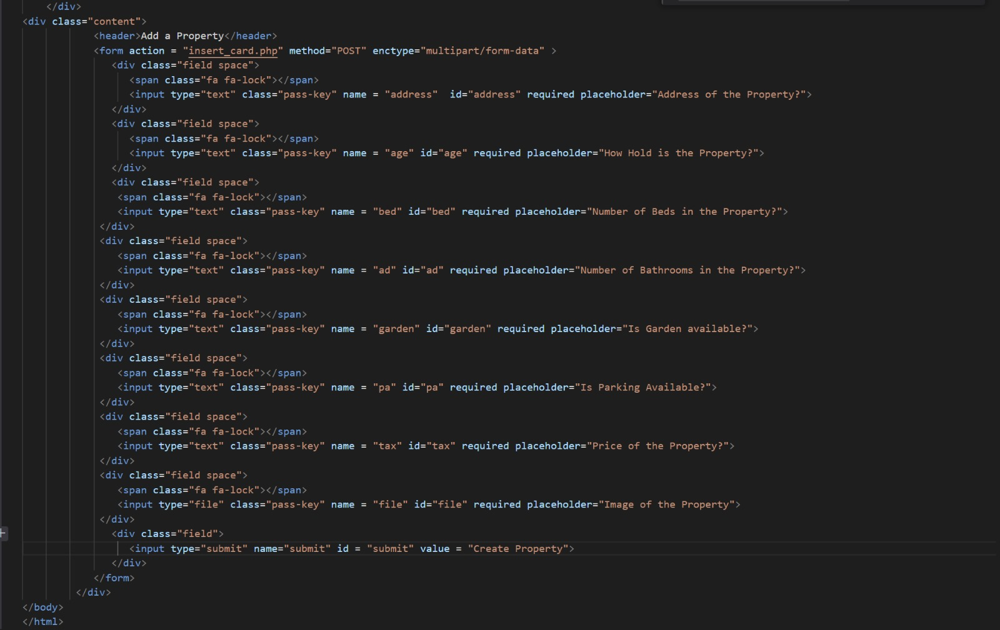 </div>
<div class="content">
<header>Add a Property</header>
<form action = "insert_card.php" method="POST" enctype="multipart/form-data" >
<div class="field space">
<span class="fa fa-lock"></span>
<input type="text" class="pass-key" name = "address"  id="address" required placeholder="Address of the Property?">
</div>
<div class="field space">
<span class="fa fa-lock"></span>
<input type="text" class="pass-key" name = "age" id="age" required placeholder="How Hold is the Property?">
</div>
<div class="field space">
<span class="fa fa-lock"></span>
<input type="text" class="pass-key" name = "bed" id="bed" required placeholder="Number of Beds in the Property?">
</div>
<div class="field space">
<span class="fa fa-lock"></span>
<input type="text" class="pass-key" name = "ad" id="ad" required placeholder="Number of Bathrooms in the Property?">
</div>
<div class="field space">
<span class="fa fa-lock"></span>
<input type="text" class="pass-key" name = "garden" id="garden" required placeholder="Is Garden available?">
</div>
<div class="field space">
<span class="fa fa-lock"></span>
<input type="text" class="pass-key" name = "pa" id="pa" required placeholder="Is Parking Available?">
</div>
<div class="field space">
<span class="fa fa-lock"></span>
<input type="text" class="pass-key" name = "tax" id="tax" required placeholder="Price of the Property?">
</div>
<div class="field space">
<span class="fa fa-lock"></span>
<input type="file" class="pass-key" name = "file" id="file" required placeholder="Image of the Property">
</div>
<div class="field">
<input type="submit" name="submit" id = "submit" value = "Create Property">
</div>
</form>
</div>
</body>
</html>